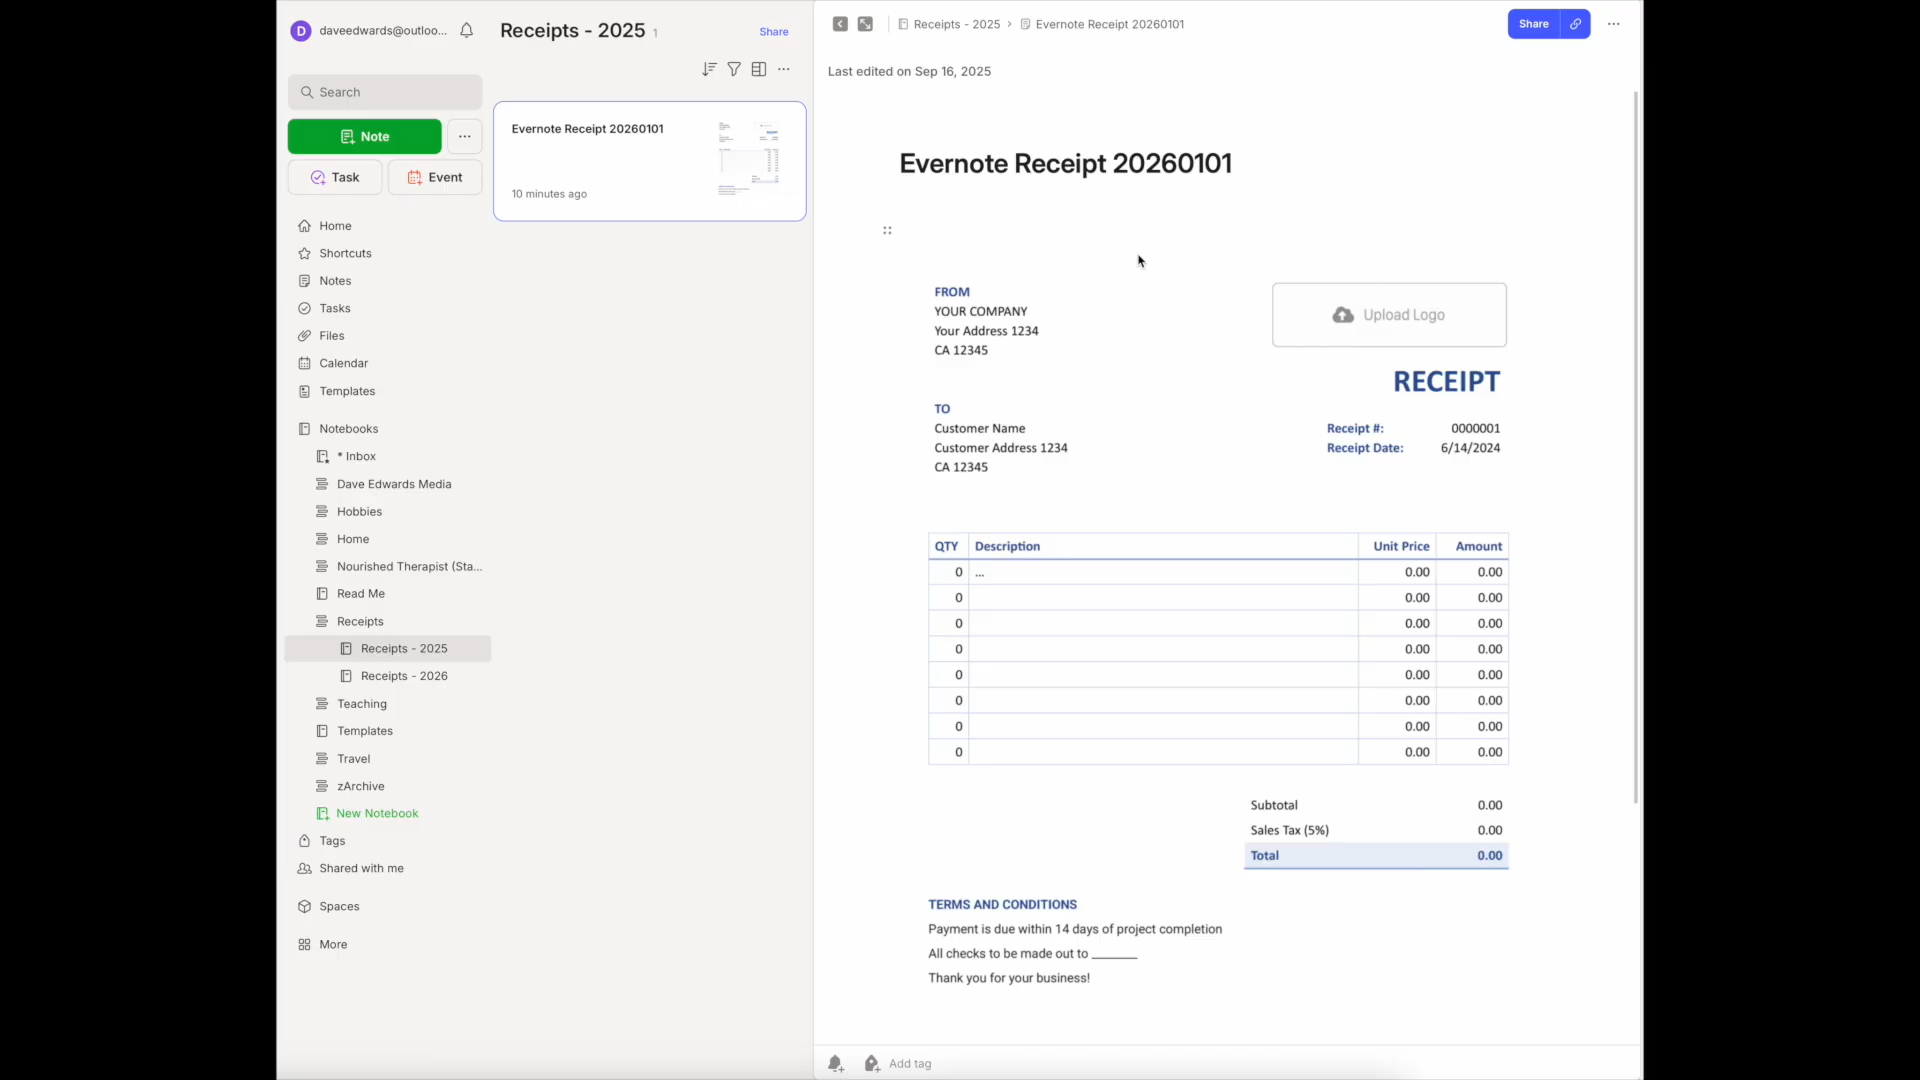 D daveedwards@outloo...
Search
Note
Task
Event
Home
Shortcuts
Notes
Tasks
Files
Calendar
Templates
Notebooks
* Inbox
Dave Edwards Media
Hobbies
Home
Nourished Therapist (Sta...
Read Me
Receipts
Receipts - 2025
Receipts - 2026
Teaching
Templates
Travel
zArchive
New Notebook
Tags
Shared with me
Spaces
More
Receipts - 2025 1
Share
Evernote Receipt 20260101
10 minutes ago
Receipts - 2025 > Evernote Receipt 20260101
Share
Last edited on Sep 16, 2025
Evernote Receipt 20260101
FROM
YOUR COMPANY
Your Address 1234
CA 12345
Upload Logo
RECEIPT
TO
Customer Name
Customer Address 1234
CA 12345
Receipt #: 0000001
Receipt Date: 6/14/2024
QTY Description Unit Price Amount
0 ... 0.00 0.00
0 0.00 0.00
0 0.00 0.00
0 0.00 0.00
0 0.00 0.00
0 0.00 0.00
0 0.00 0.00
0 0.00 0.00
Subtotal 0.00
Sales Tax (5%) 0.00
Total 0.00
TERMS AND CONDITIONS
Payment is due within 14 days of project completion
All checks to be made out to _______
Thank you for your business!
Add tag